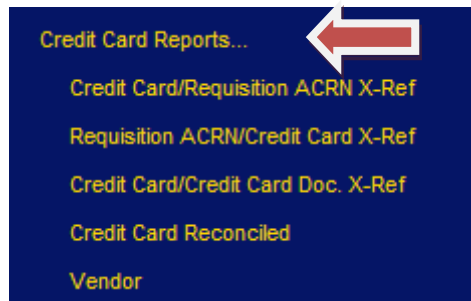 Credit Card Reports...
Credit Card/Requisition ACRN X-Ref
Requisition ACRN/Credit Card X-Ref
Credit Card/Credit Card Doc. X-Ref
Credit Card Reconciled
Vendor